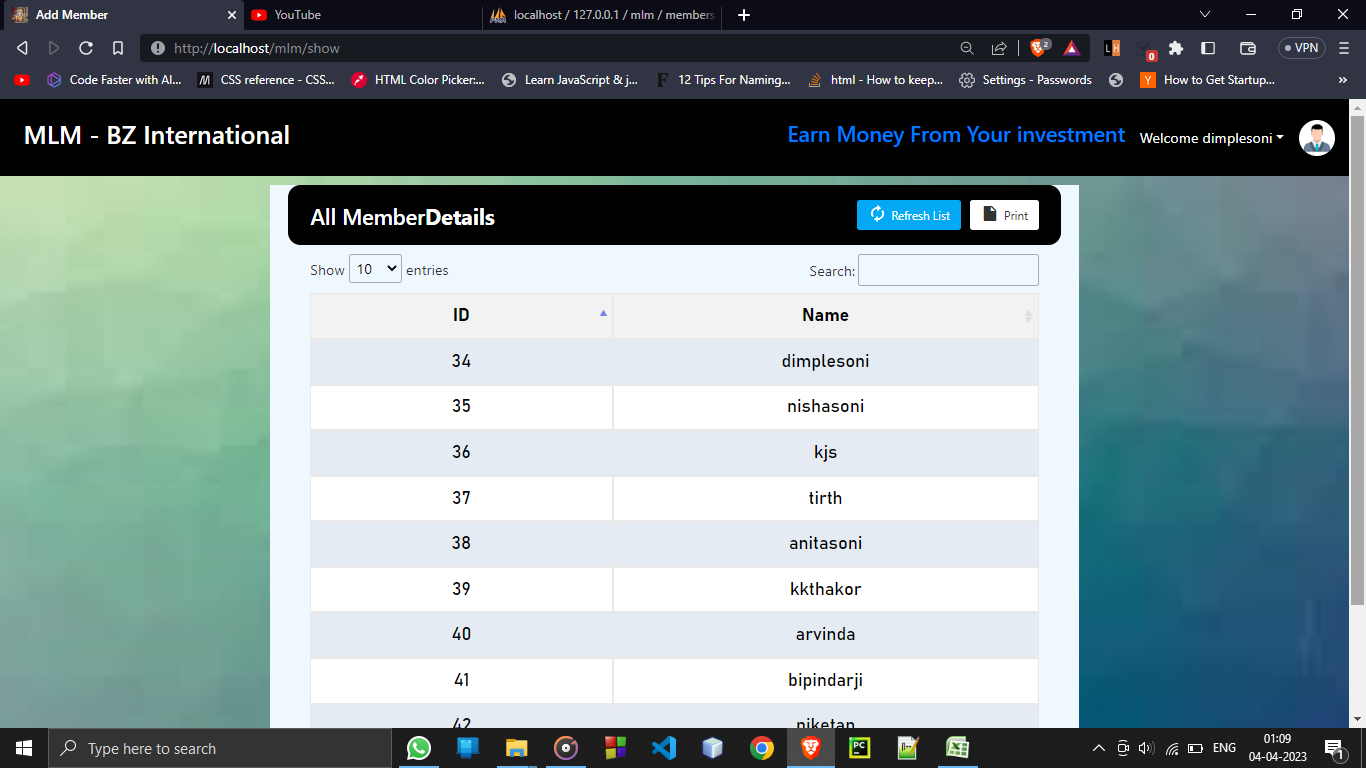 Add Member
YouTube
localhost / 127.0.0.1 / mlm / members
http://localhost/mlm/show
2
L H
0
VPN
Code Faster with AI...
CSS reference - CSS...
HTML Color Picker:...
Learn JavaScript & j...
12 Tips For Naming...
html - How to keep...
Settings - Passwords
How to Get Startup...
MLM - BZ International
Earn Money From Your investment
Welcome dimplesoni
All MemberDetails
Refresh List
Print
Show 10 entries
Search:
ID Name
34 dimplesoni
35 nishasoni
36 kjs
37 tirth
38 anitasoni
39 kkthakor
40 arvinda
41 bipindarji
42 niketan
Type here to search
ENG
01:09
04-04-2023
1